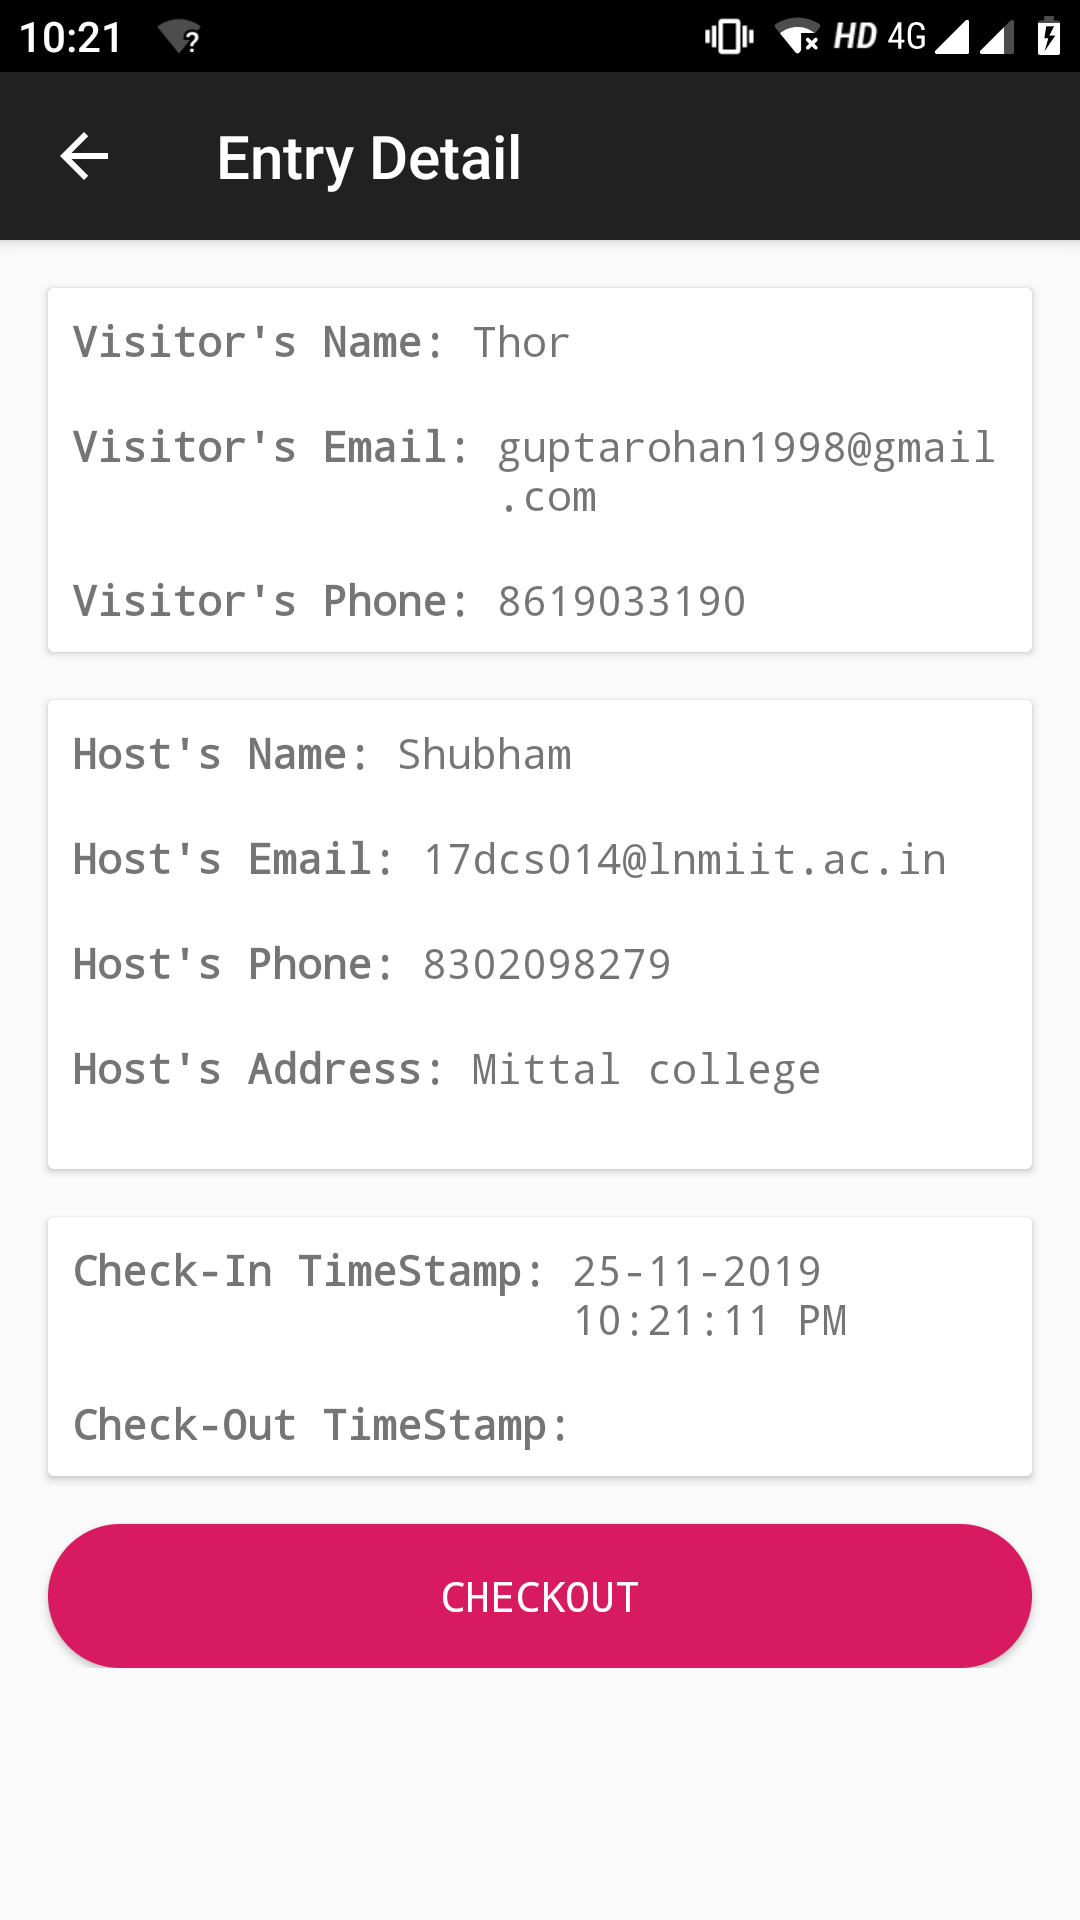 10:21 HD 4G
Entry Detail
Visitor's Name: Thor
Visitor's Email: guptarohan1998@gmail
.com
Visitor's Phone: 8619033190
Host's Name: Shubham
Host's Email: 17dcs014@lnmiit.ac.in
Host's Phone: 8302098279
Host's Address: Mittal college
Check-In TimeStamp: 25-11-2019
10:21:11 PM
Check-Out TimeStamp:
CHECKOUT